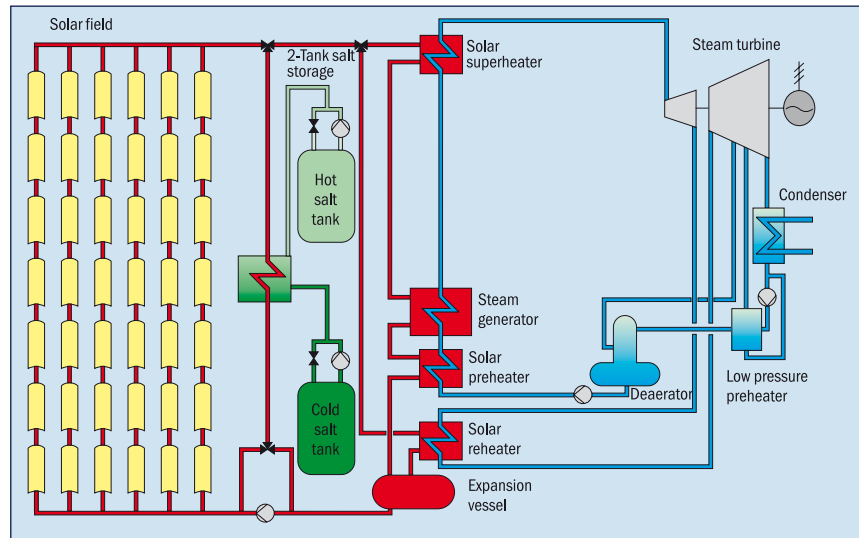 Solar field
2-Tank salt
storage
Solar
superheater
Steam turbine
Hot
salt
tank
Condenser
Steam
generator
Solar
preheater
Deaerator
Low pressure
preheater
Cold
salt
tank
Solar
reheater
Expansion
vessel